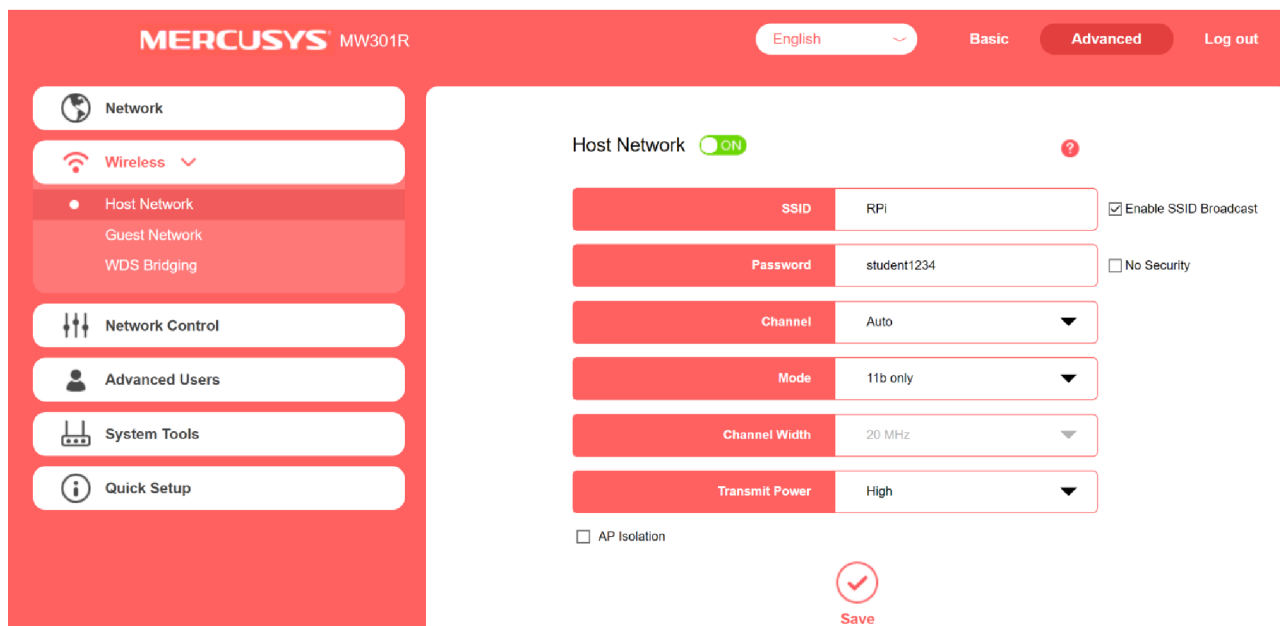 MERCUSYS MW301R
English
Basic
Advanced
Log out
Network
Wireless
Host Network
Guest Network
WDS Bridging
Network Control
Advanced Users
System Tools
Quick Setup
Host Network ON
?
SSID RPi Enable SSID Broadcast
Password student1234 No Security
Channel Auto
Mode 11b only
Channel Width 20 MHz
Transmit Power High
AP Isolation
Save